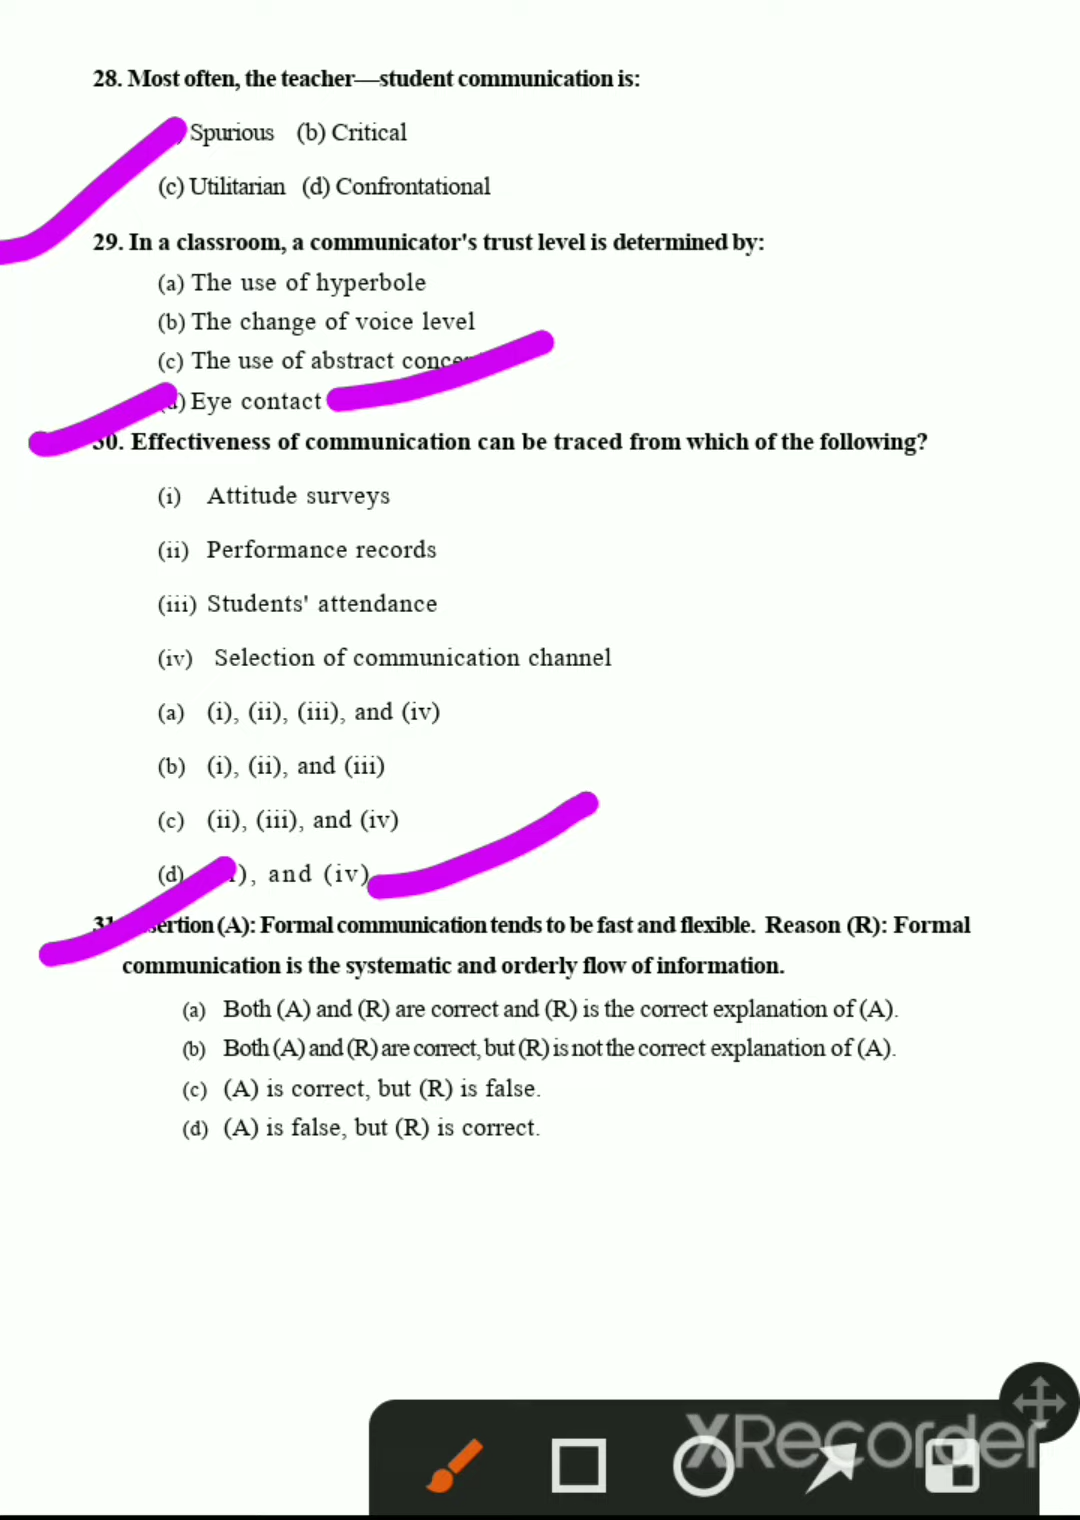 28. Most often, the teacher—student communication is:
Spurious (b) Critical
(c) Utilitarian (d) Confrontational
29. In a classroom, a communicator's trust level is determined by:
(a) The use of hyperbole
(b) The change of voice level
(c) The use of abstract
Eye contact
30. Effectiveness of communication can be traced from which of the following?
(i) Attitude surveys
(ii) Performance records
(iii) Students' attendance
(iv) Selection of communication channel
(a) (i), (ii), (iii), and (iv)
(b) (i), (ii), and (iii)
(c) (ii), (iii), and (iv)
(d) and (iv)
(A): Formal communication tends to be fast and flexible. Reason (R): Formal
communication is the systematic and orderly flow of information.
(a) Both (A) and (R) are correct and (R) is the correct explanation of (A).
(b) Both (A) and (R) are correct, but (R) is not the correct explanation of (A).
(c) (A) is correct, but (R) is false.
(d) (A) is false, but (R) is correct.
XRecorder